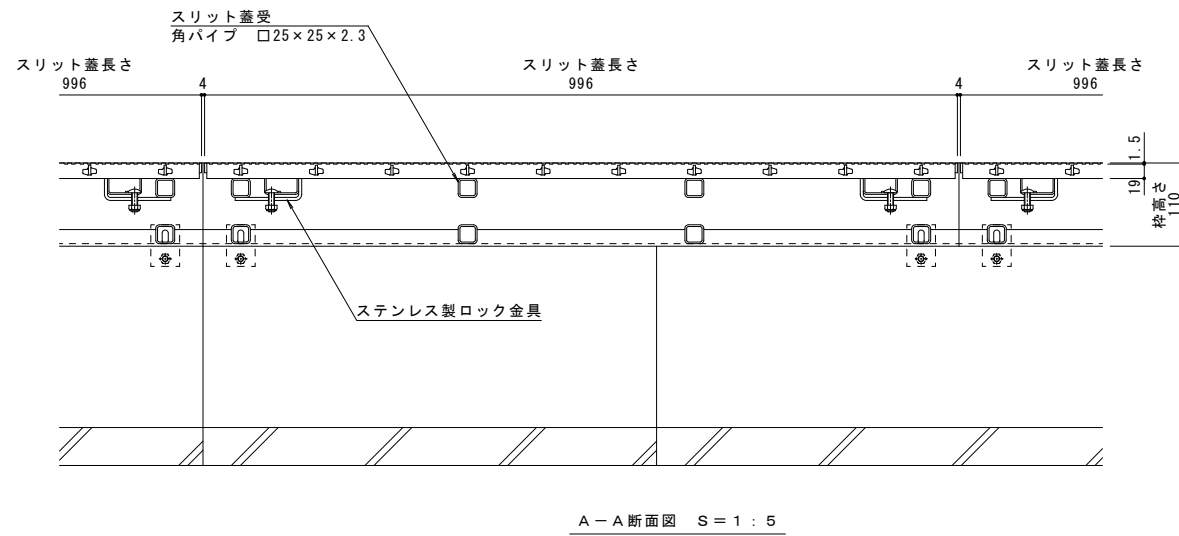 スリット蓋受
角パイプ □25×25×2.3
スリット蓋長さ
996
4
スリット蓋長さ
996
4
スリット蓋長さ
996
1.5
19
枠高さ
110
ステンレス製ロック金具
A－A断面図 S＝1：5